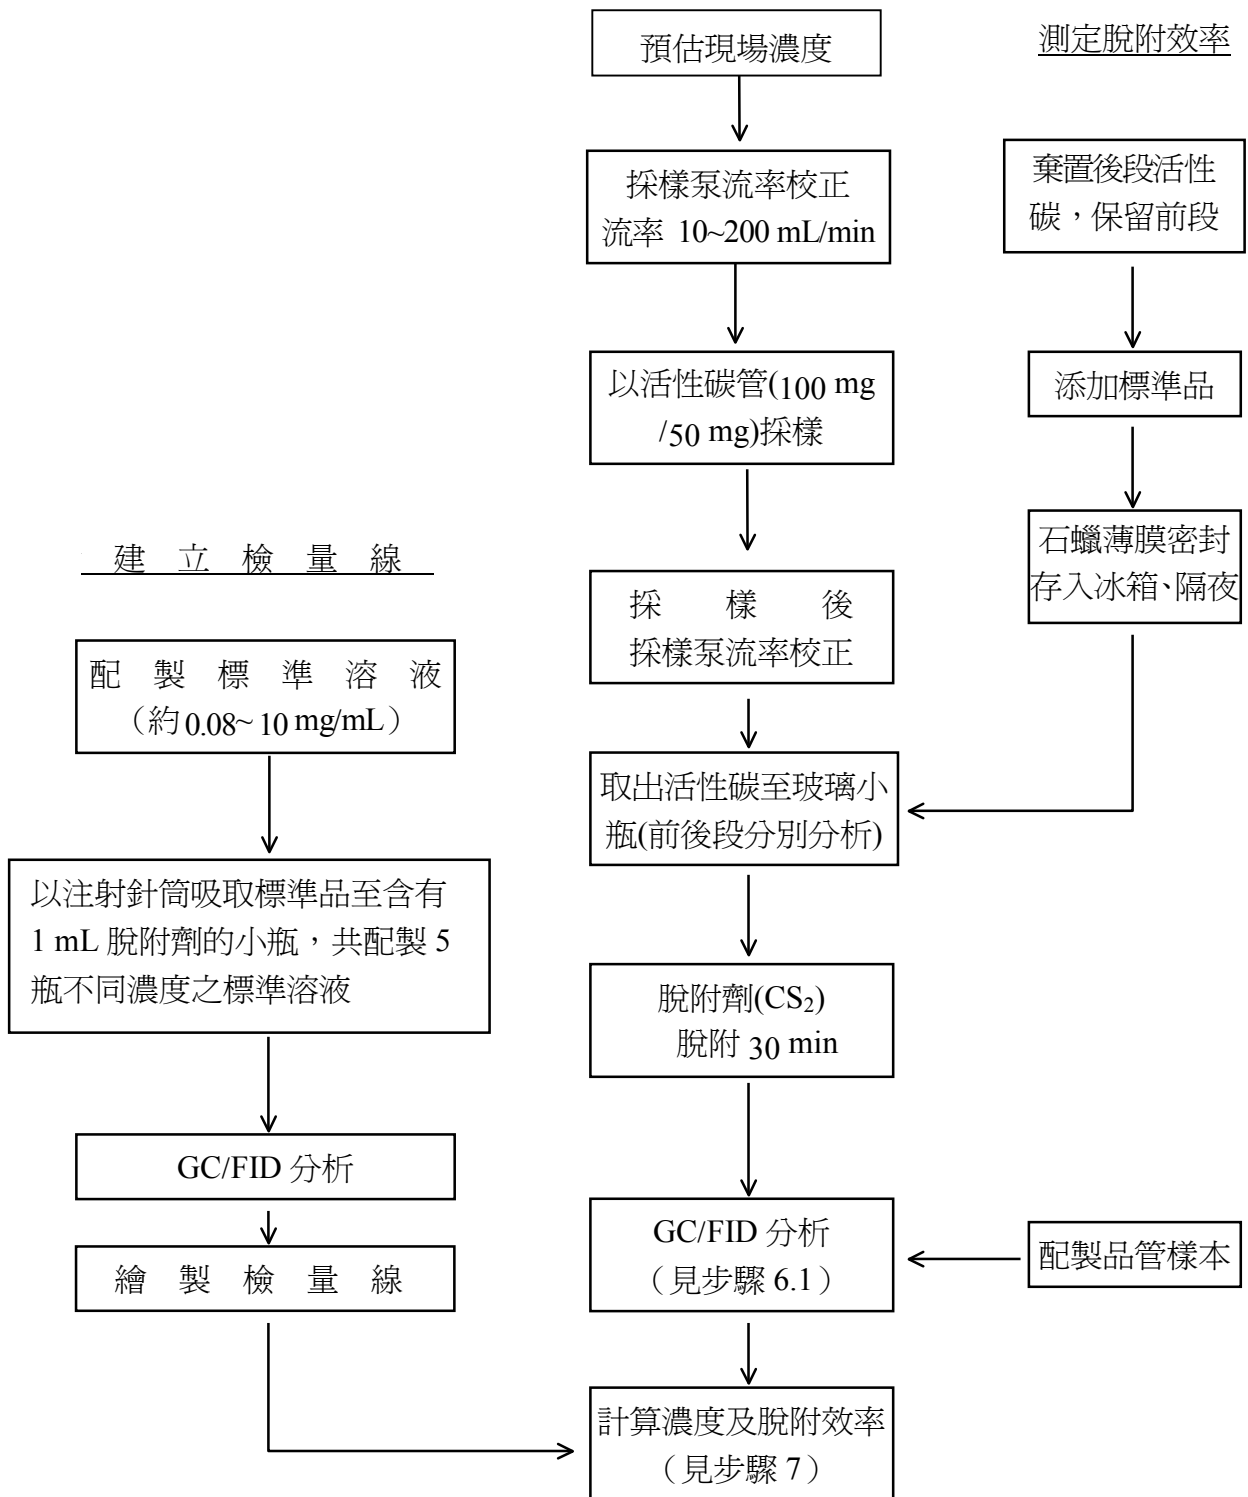 預估現場濃度
測定脫附效率
採樣泵流率校正
流率 10~200 mL/min
棄置後段活性
碳，保留前段
以活性碳管(100 mg
/50 mg)採樣
添加標準品
石蠟薄膜密封
存入冰箱、隔夜
建 立 檢 量 線
採 樣 後
採樣泵流率校正
配 製 標 準 溶 液
（約 0.08~ 10 mg/mL）
取出活性碳至玻璃小
瓶(前後段分別分析)
以注射針筒吸取標準品至含有
1 mL 脫附劑的小瓶，共配製 5
瓶不同濃度之標準溶液
脫附劑(CS₂)
脫附 30 min
GC/FID 分析
繪 製 檢 量 線
GC/FID 分析
（見步驟 6.1）
配製品管樣本
計算濃度及脫附效率
（見步驟 7）